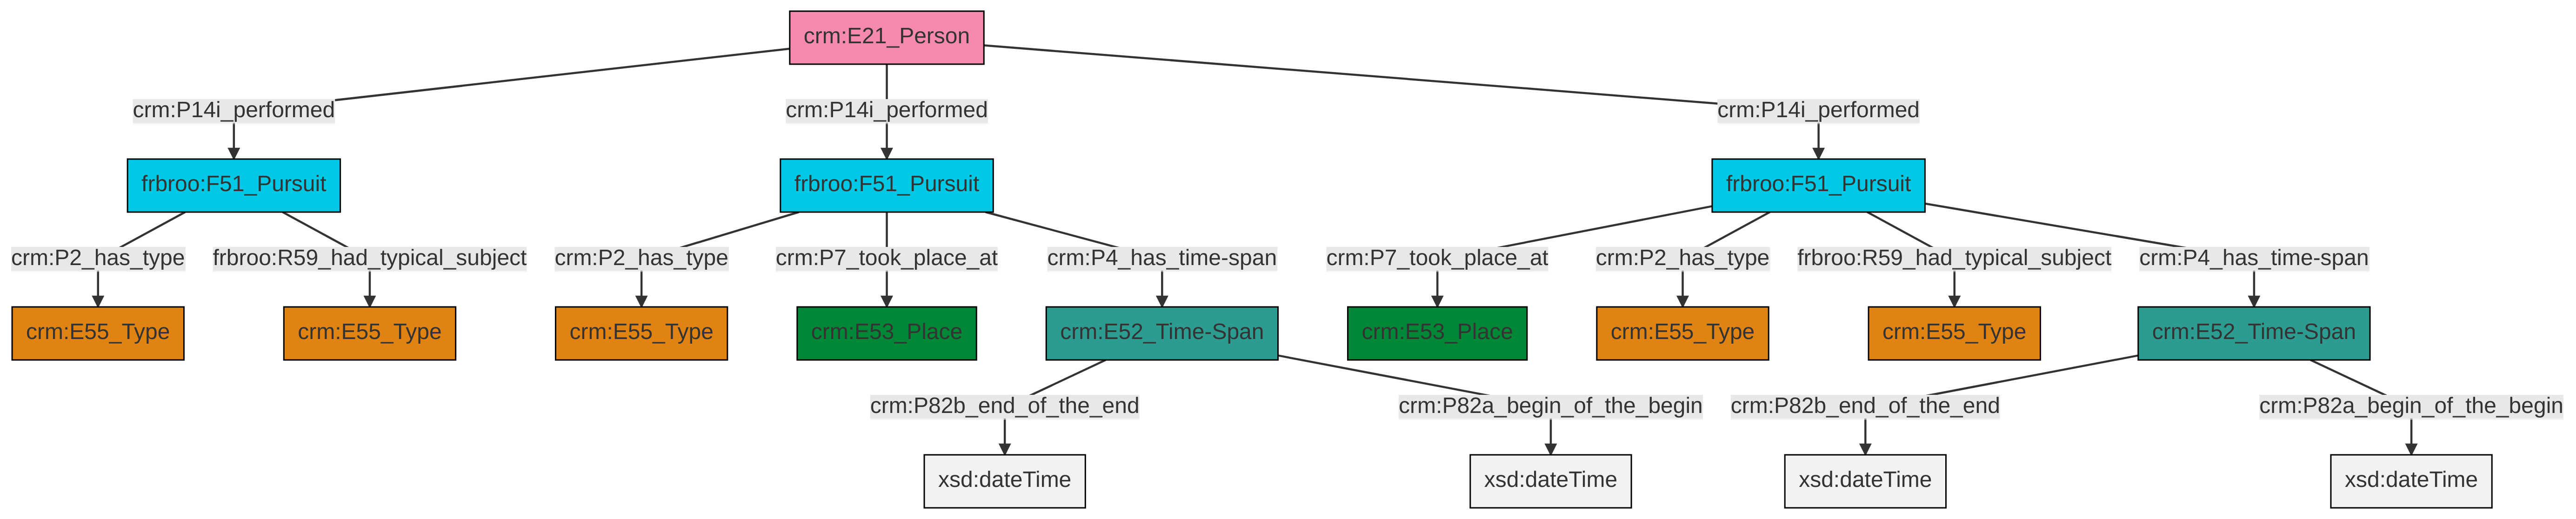 crm:E21_Person
crm:P14i_performed
crm:P14i_performed
crm:P14i_performed
frbroo:F51_Pursuit
frbroo:F51_Pursuit
frbroo:F51_Pursuit
crm:P2_has_type
frbroo:R59_had_typical_subject
crm:P2_has_type
crm:P7_took_place_at
crm:P4_has_time-span
crm:P7_took_place_at
crm:P2_has_type
frbroo:R59_had_typical_subject
crm:P4_has_time-span
crm:E55_Type
crm:E55_Type
crm:E55_Type
crm:E53_Place
crm:E52_Time-Span
crm:E53_Place
crm:E55_Type
crm:E55_Type
crm:E52_Time-Span
crm:P82b_end_of_the_end
crm:P82a_begin_of_the_begin
crm:P82b_end_of_the_end
crm:P82a_begin_of_the_begin
xsd:dateTime
xsd:dateTime
xsd:dateTime
xsd:dateTime